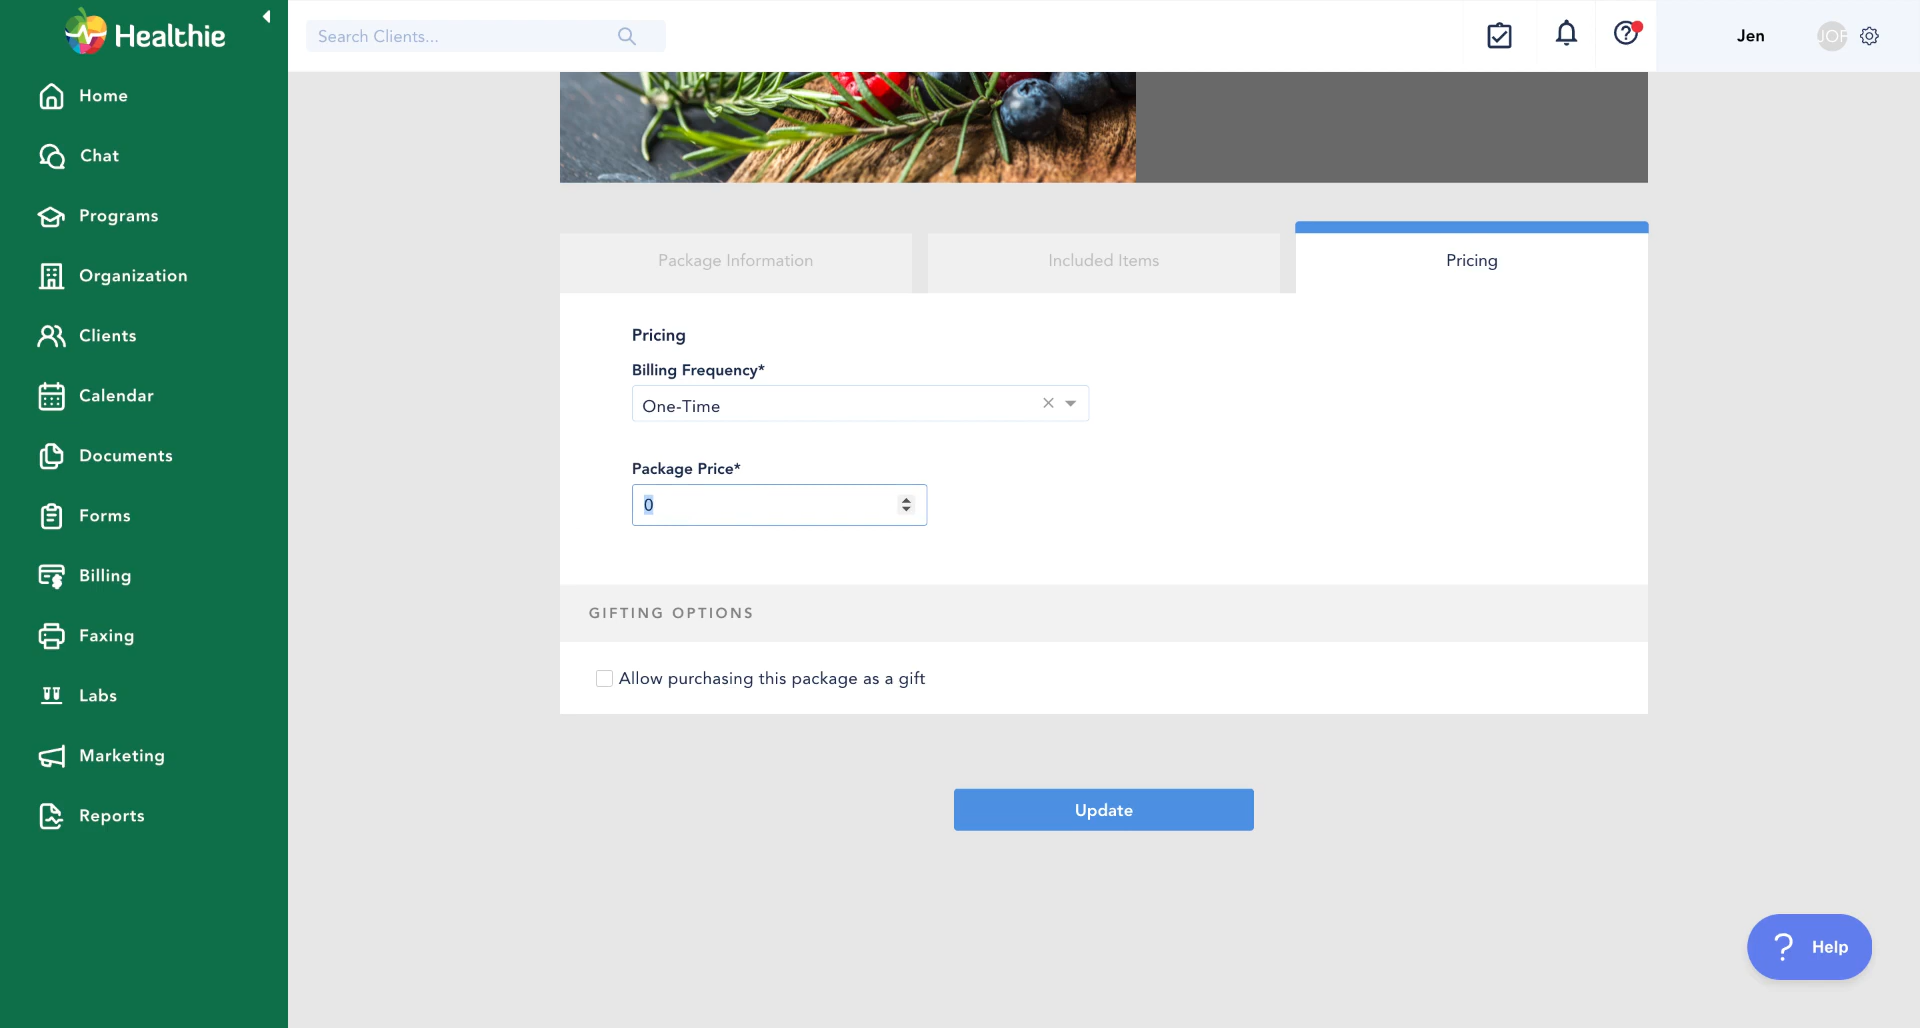 Healthie
Search Clients...
Jen
JOF
Home
Chat
Programs
Organization
Clients
Calendar
Documents
Forms
Billing
Faxing
Labs
Marketing
Reports
Package Information
Included Items
Pricing
Pricing
Billing Frequency*
One-Time
Package Price*
0
GIFTING OPTIONS
Allow purchasing this package as a gift
Update
? Help